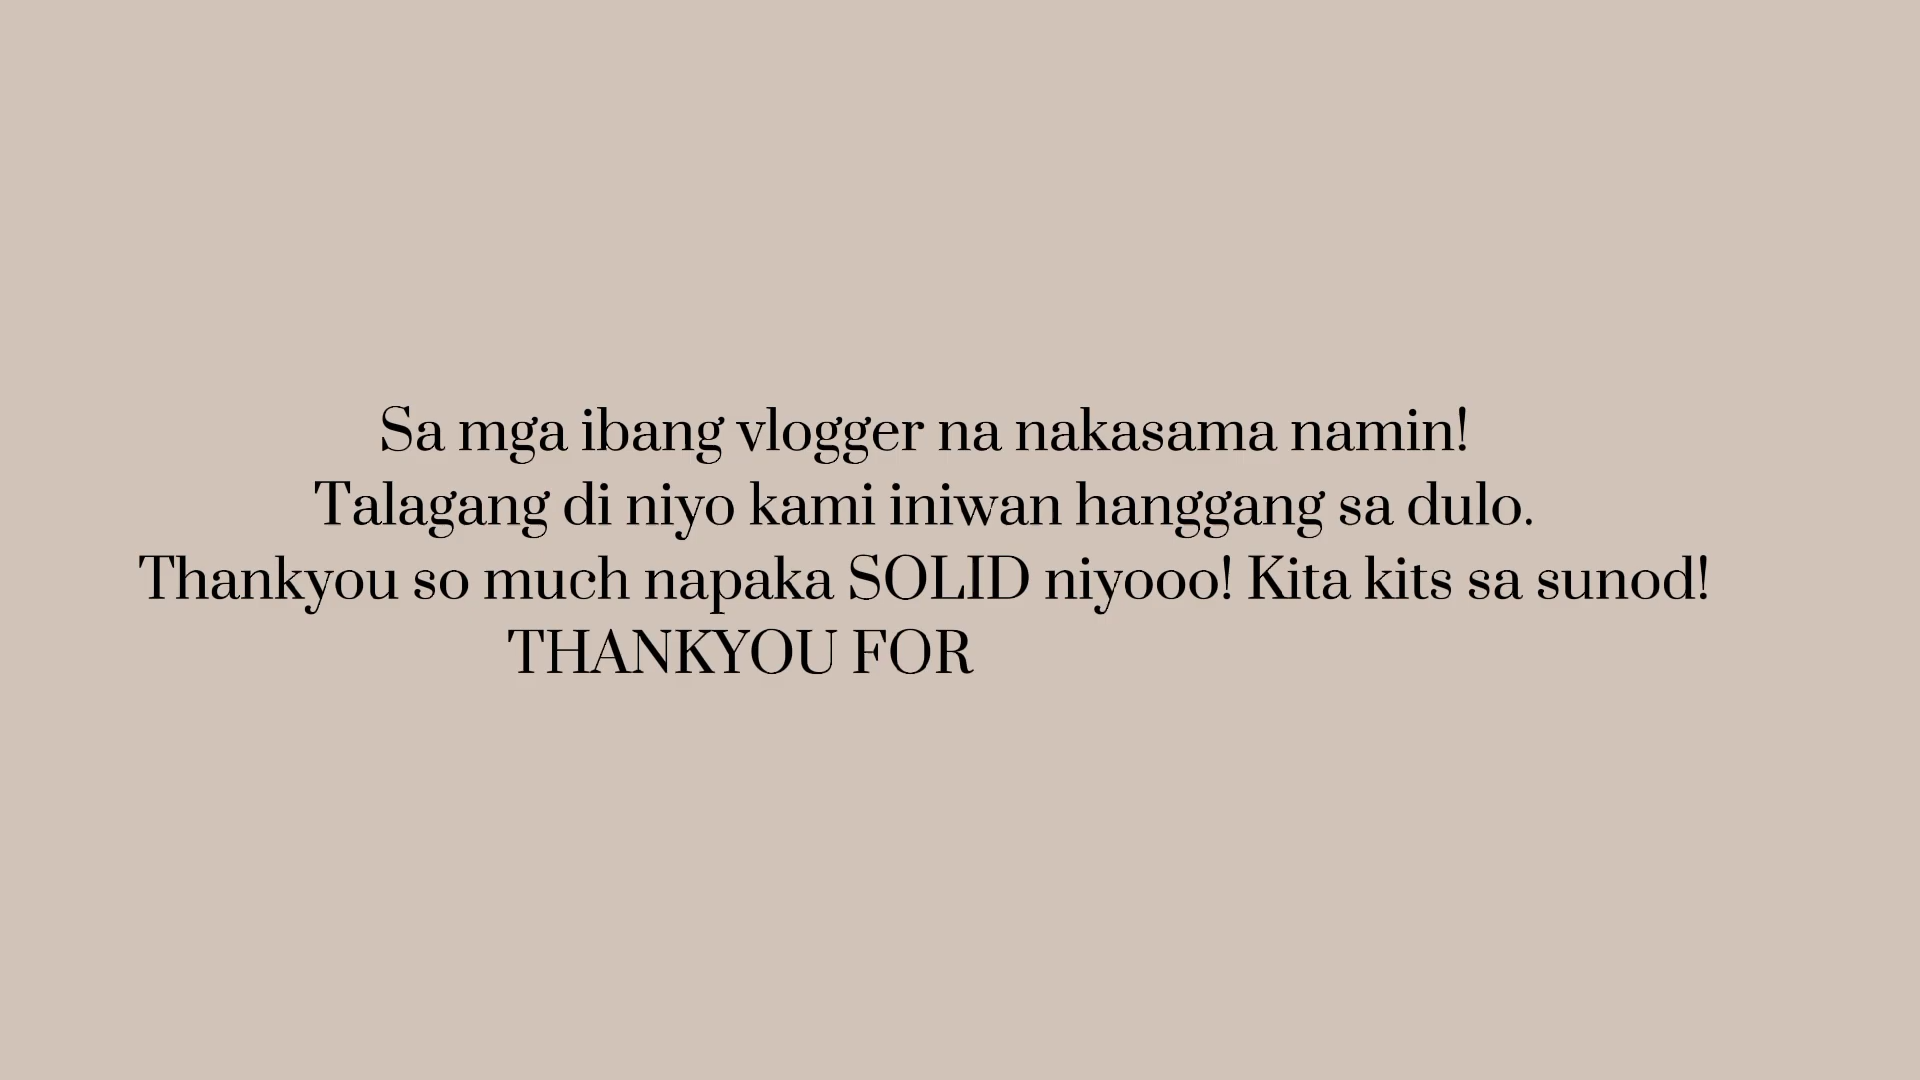 Sa mga ibang vlogger na nakasama namin!
Talagang di niyo kami iniwan hanggang sa dulo.
Thankyou so much napaka SOLID niyooo! Kita kits sa sunod!
THANKYOU FOR